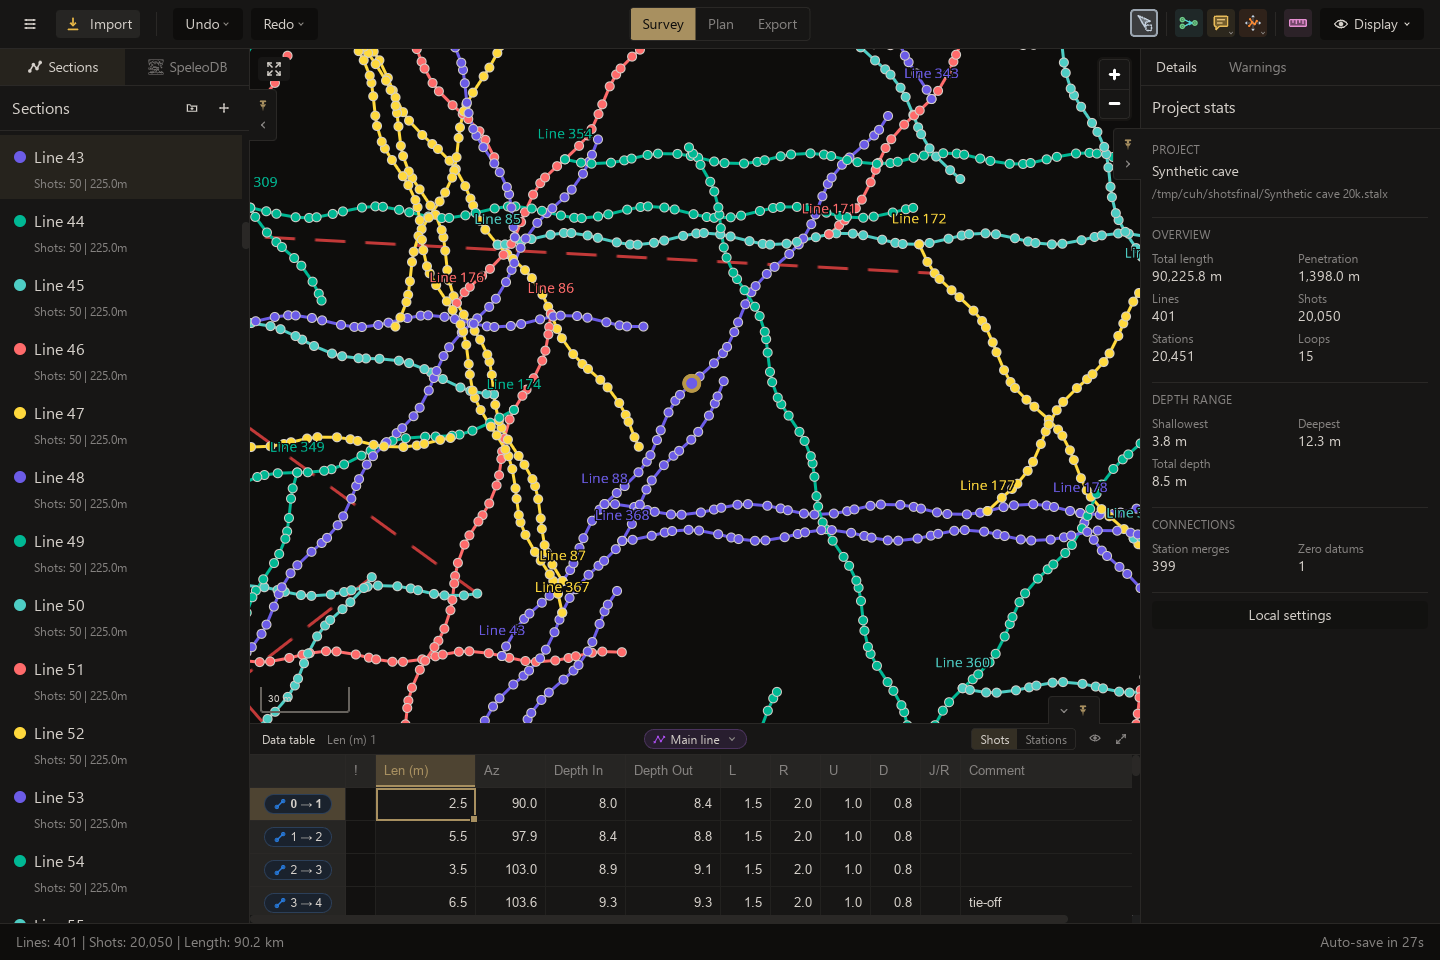 Import
Undo
Redo
Survey
Plan
Export
Display
Sections
SpeleoDB
Sections
Line 43
Shots: 50 | 225.0m
Line 44
Shots: 50 | 225.0m
Line 45
Shots: 50 | 225.0m
Line 46
Shots: 50 | 225.0m
Line 47
Shots: 50 | 225.0m
Line 48
Shots: 50 | 225.0m
Line 49
Shots: 50 | 225.0m
Line 50
Shots: 50 | 225.0m
Line 51
Shots: 50 | 225.0m
Line 52
Shots: 50 | 225.0m
Line 53
Shots: 50 | 225.0m
Line 54
Shots: 50 | 225.0m
Line 343
Line 354
309
Line 171
Line 85
Line 172
Line 176
Line 86
Line 174
Line 349
Line 88
Line 177
Line 178
Line 368
Line 87
Line 367
Line 43
Line 360
30 m
Details
Warnings
Project stats
PROJECT
Synthetic cave
/tmp/cuh/shotsfinal/Synthetic cave 20k.stalx
OVERVIEW
Total length
Penetration
90,225.8 m
1,398.0 m
Lines
Shots
401
20,050
Stations
Loops
20,451
15
DEPTH RANGE
Shallowest
Deepest
3.8 m
12.3 m
Total depth
8.5 m
CONNECTIONS
Station merges
Zero datums
399
1
Local settings
Data table
Len (m) 1
Main line
Shots
Stations
! Len (m) Az Depth In Depth Out L R U D J/R Comment
0→1 2.5 90.0 8.0 8.4 1.5 2.0 1.0 0.8
1→2 5.5 97.9 8.4 8.8 1.5 2.0 1.0 0.8
2→3 3.5 103.0 8.9 9.1 1.5 2.0 1.0 0.8
3→4 6.5 103.6 9.3 9.3 1.5 2.0 1.0 0.8 tie-off
Lines: 401 | Shots: 20,050 | Length: 90.2 km
Auto-save in 27s